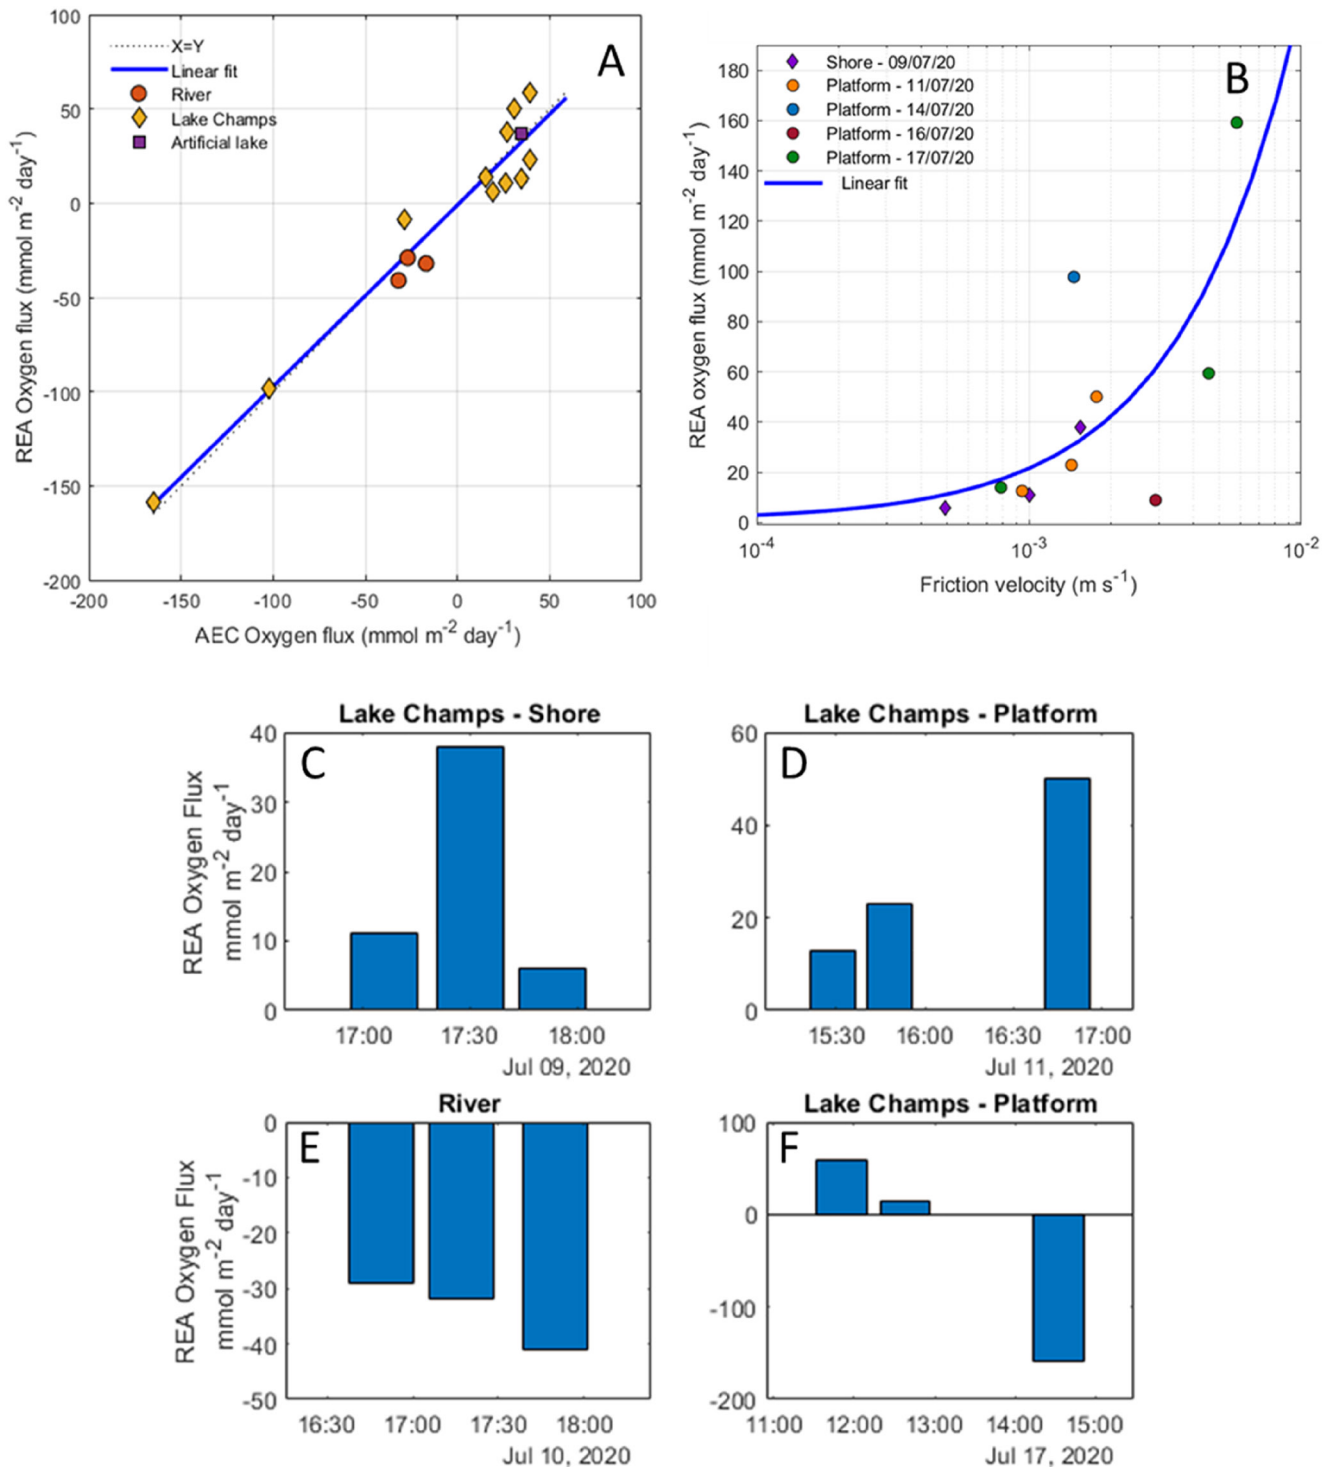 A
X=Y
Linear fit
River
Lake Champs
Artificial lake
100
50
0
-50
-100
-150
-200
-200 -150 -100 -50 0 50 100
REA Oxygen flux (mmol m-2 day-1)
AEC Oxygen flux (mmol m-2 day-1)
B
Shore - 09/07/20
Platform - 11/07/20
Platform - 14/07/20
Platform - 16/07/20
Platform - 17/07/20
Linear fit
180
160
140
120
100
80
60
40
20
0
10-4 10-3 10-2
REA oxygen flux (mmol m-2 day-1)
Friction velocity (m s-1)
Lake Champs - Shore
C
40
30
20
10
0
REA Oxygen Flux
mmol m-2 day-1
17:00 17:30 18:00
Jul 09, 2020
Lake Champs - Platform
D
60
40
20
0
15:30 16:00 16:30 17:00
Jul 11, 2020
River
E
0
-10
-20
-30
-40
-50
REA Oxygen Flux
mmol m-2 day-1
16:30 17:00 17:30 18:00
Jul 10, 2020
Lake Champs - Platform
F
100
0
-100
-200
11:00 12:00 13:00 14:00 15:00
Jul 17, 2020